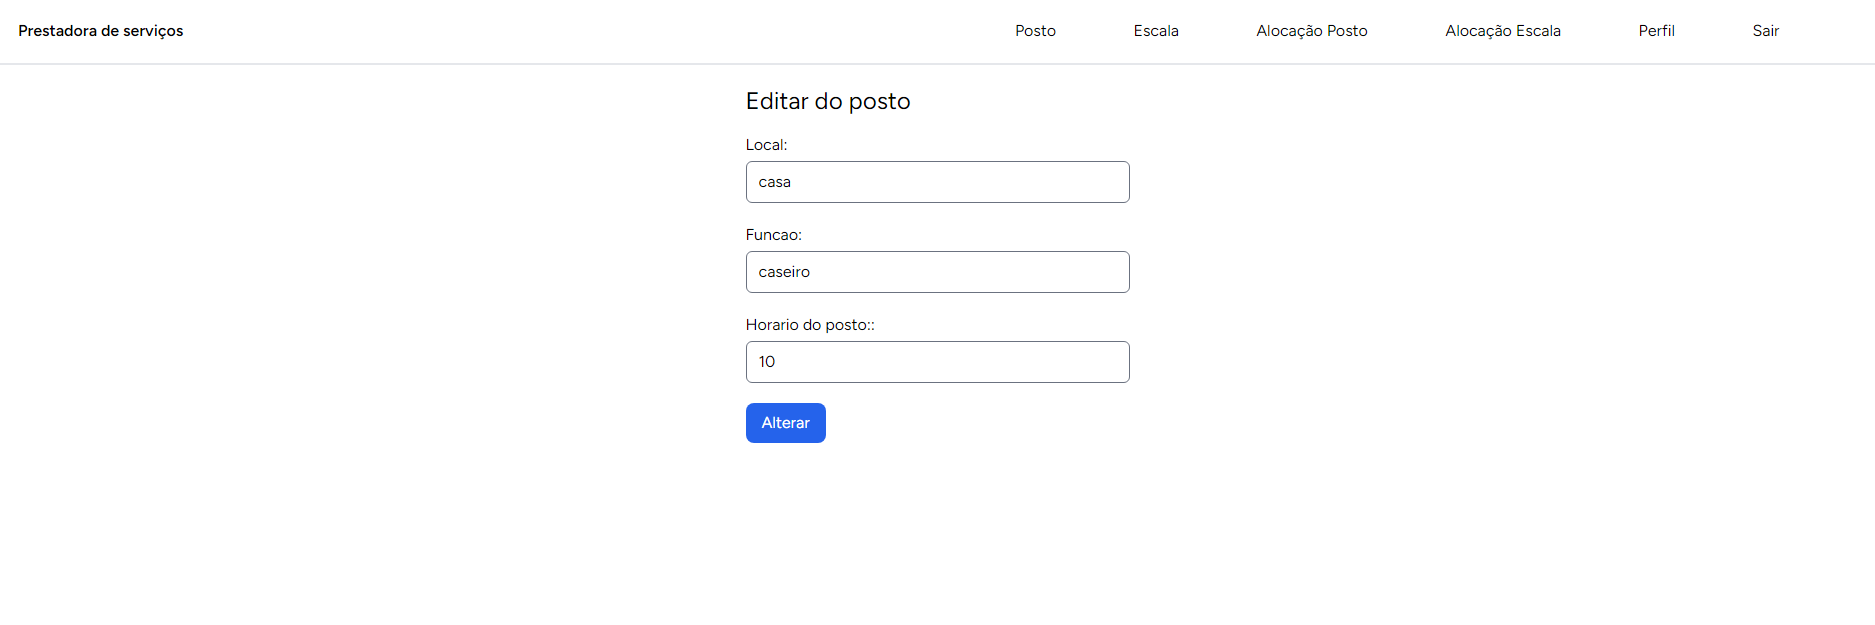 Prestadora de serviços
Posto Escala Alocação Posto Alocação Escala Perfil Sair
Editar do posto
Local:
casa
Funcao:
caseiro
Horario do posto::
10
Alterar